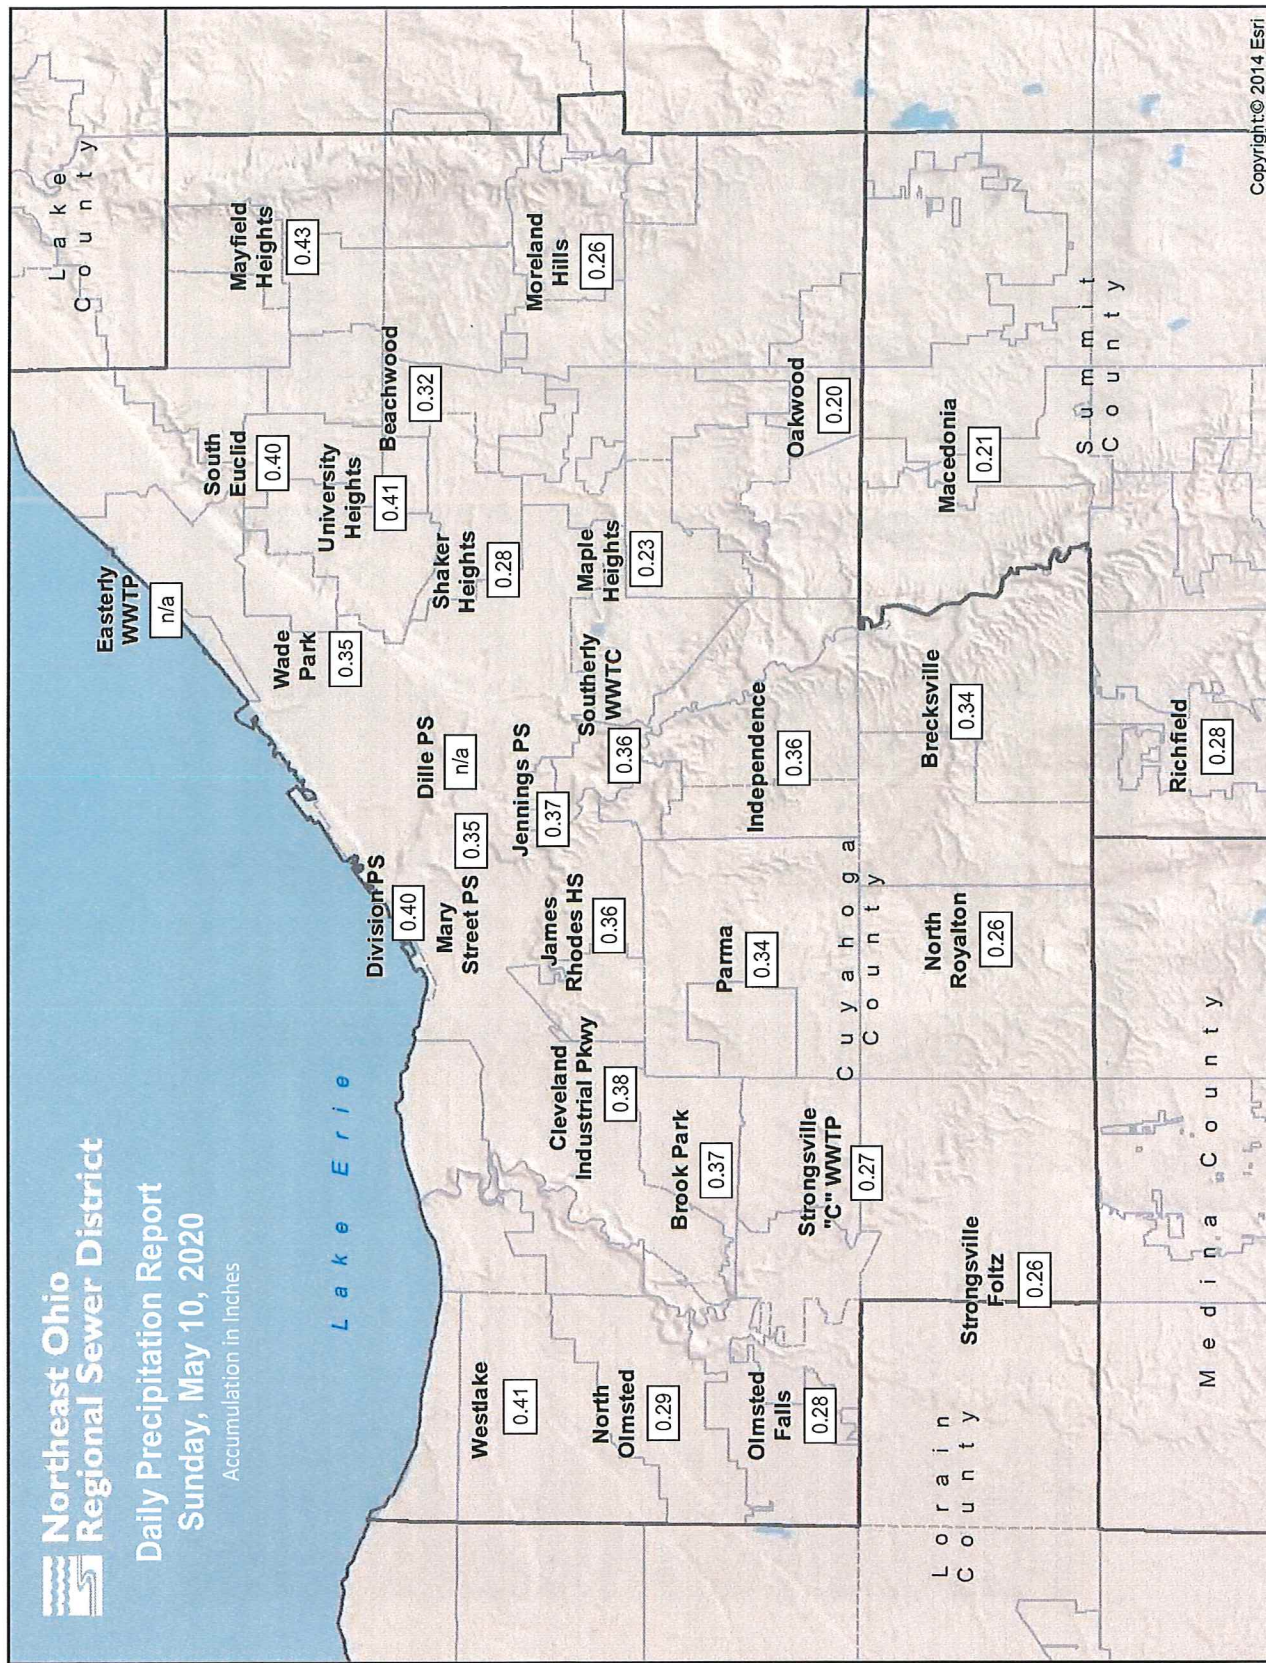 Northeast Ohio
Regional Sewer District
Daily Precipitation Report
Sunday, May 10, 2020
Accumulation in Inches
Lake Erie
Lake
County
Easterly
WWTP
n/a
South
Euclid
0.40
Mayfield
Heights
0.43
Wade
Park
0.35
University
Heights
0.41
Beachwood
0.32
Division PS
0.40
Dille PS
n/a
Mary
Street PS
0.35
Shaker
Heights
0.28
Westlake
0.41
Jennings PS
0.37
Moreland
Hills
0.26
Cleveland
Industrial Pkwy
0.38
James
Rhodes HS
0.36
Southerly
WWTC
0.36
Maple
Heights
0.23
North
Olmsted
0.29
Brook Park
0.37
Parma
0.34
Independence
0.36
Oakwood
0.20
Olmsted
Falls
0.28
Strongsville
"C" WWTP
0.27
Cuyahoga
County
Brecksville
0.34
Macedonia
0.21
North
Royalton
0.26
Strongsville
Foltz
0.26
Lorain
County
Summit
County
Richfield
0.28
Medina County
Copyright:© 2014 Esri